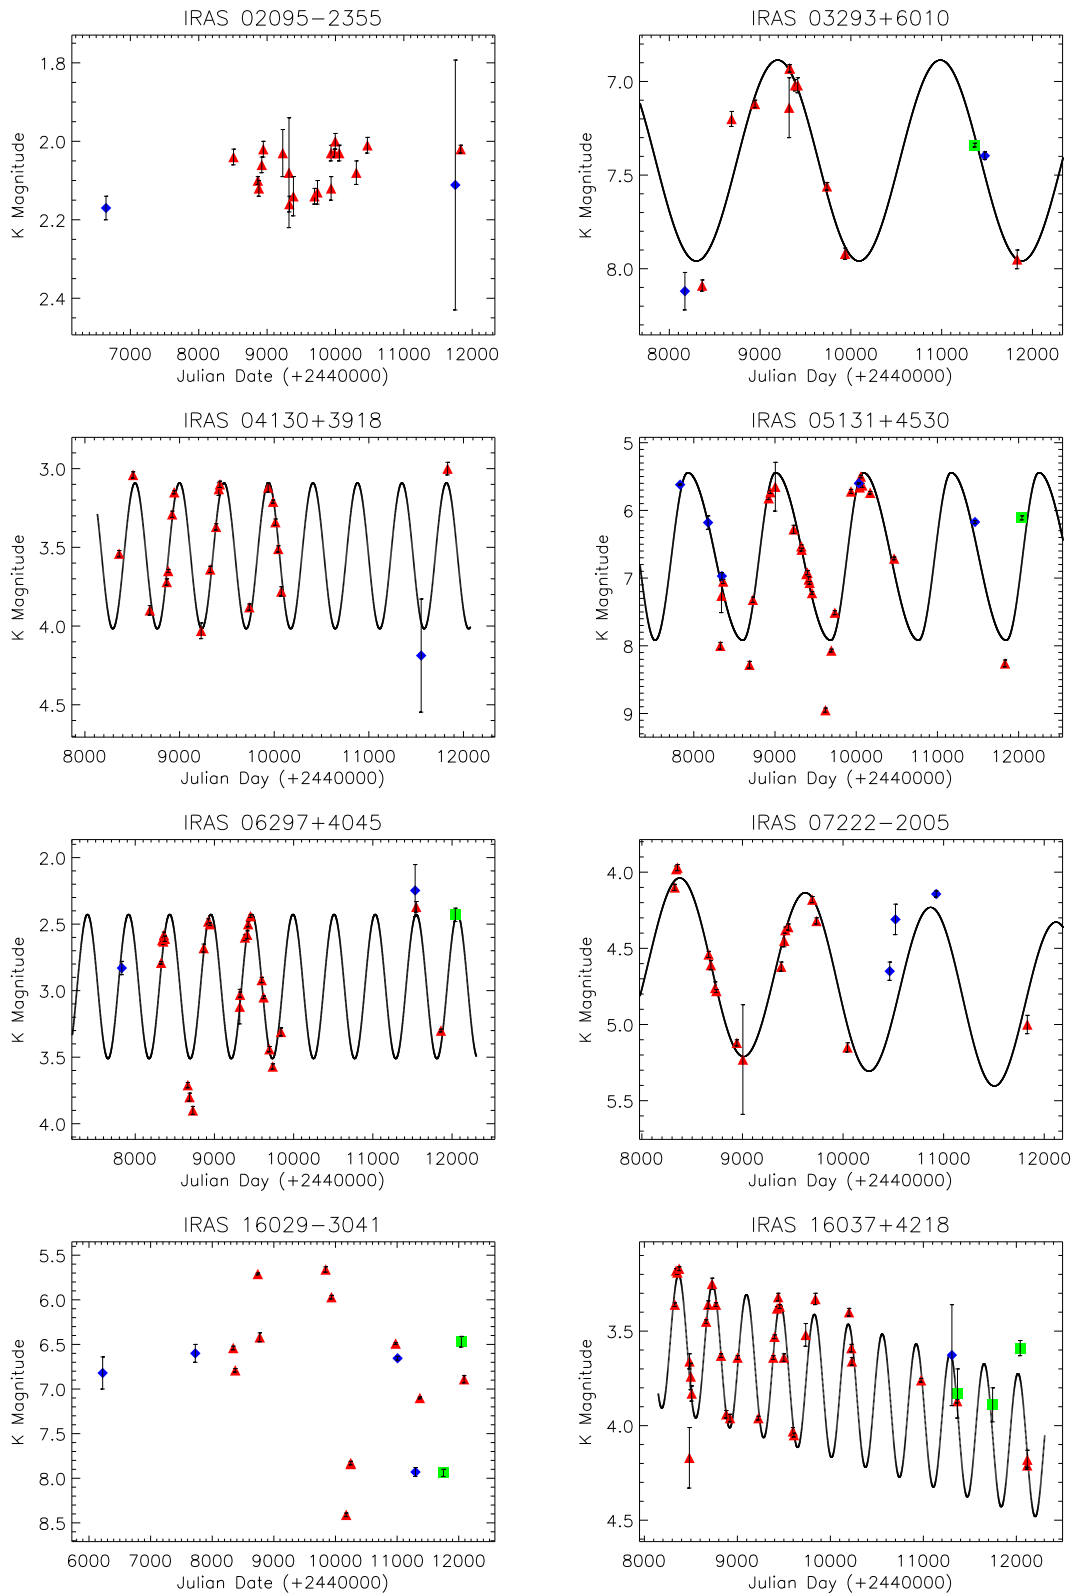 IRAS 02095−2355
1.8
2.0
2.2
2.4
K Magnitude
7000 8000 9000 10000 11000 12000
Julian Date (+2440000)
IRAS 03293+6010
7.0
7.5
8.0
K Magnitude
8000 9000 10000 11000 12000
Julian Day (+2440000)
IRAS 04130+3918
3.0
3.5
4.0
4.5
K Magnitude
8000 9000 10000 11000 12000
Julian Day (+2440000)
IRAS 05131+4530
5
6
7
8
9
K Magnitude
8000 9000 10000 11000 12000
Julian Day (+2440000)
IRAS 06297+4045
2.0
2.5
3.0
3.5
4.0
K Magnitude
8000 9000 10000 11000 12000
Julian Day (+2440000)
IRAS 07222−2005
4.0
4.5
5.0
5.5
K Magnitude
8000 9000 10000 11000 12000
Julian Day (+2440000)
IRAS 16029−3041
5.5
6.0
6.5
7.0
7.5
8.0
8.5
K Magnitude
6000 7000 8000 9000 10000 11000 12000
Julian Date (+2440000)
IRAS 16037+4218
3.5
4.0
4.5
K Magnitude
8000 9000 10000 11000 12000
Julian Day (+2440000)